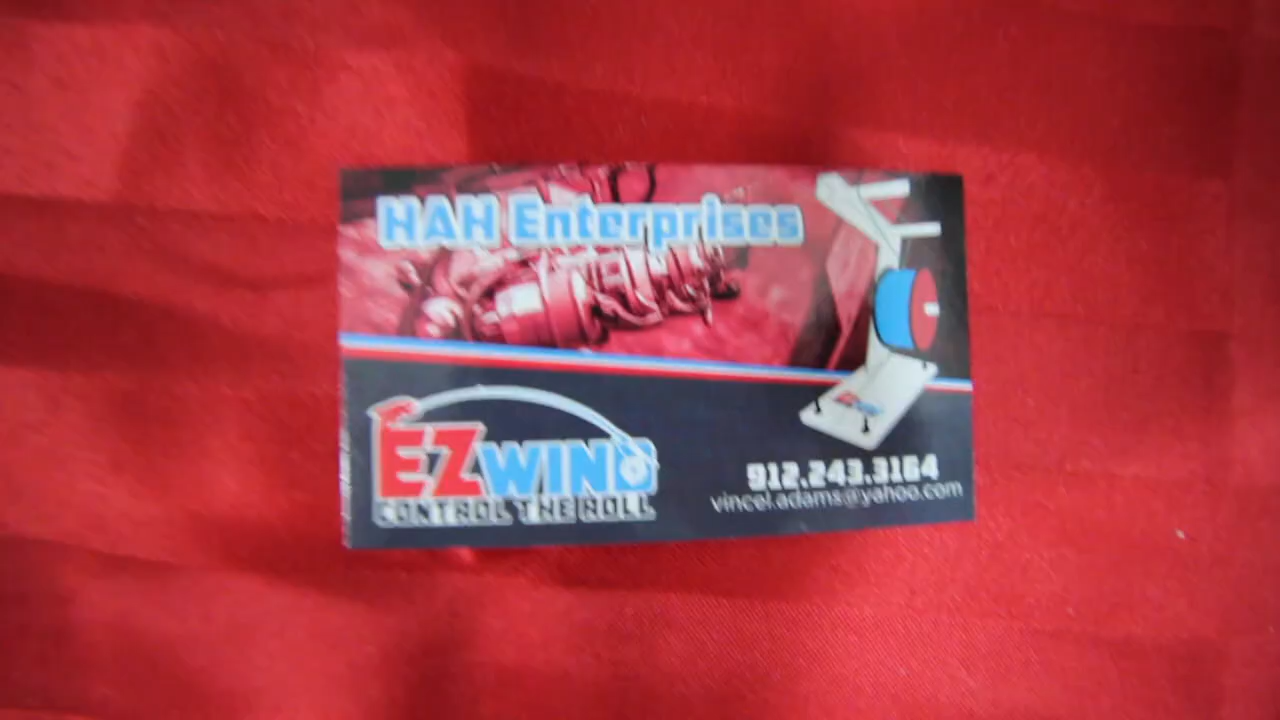 HAH Enterprises
EZWIND
CONTROL THE ROLL
912.243.3164
vincel.adams@yahoo.com